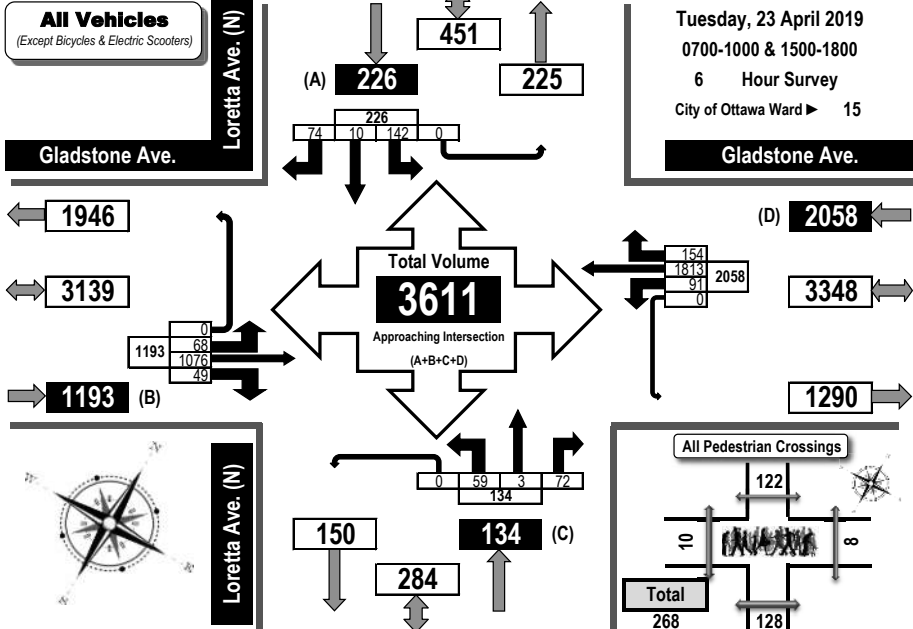 All Vehicles
(Except Bicycles & Electric Scooters)
Loretta Ave. (N)
Gladstone Ave.
451
(A) 226
225
226
74 10 142 0
Tuesday, 23 April 2019
0700-1000 & 1500-1800
6 Hour Survey
City of Ottawa Ward ► 15
Gladstone Ave.
1946
3139
1193 (B)
1193
0
68
1076
49
Total Volume
3611
Approaching Intersection
(A+B+C+D)
154
1813
91
0
2058
(D) 2058
3348
1290
0 59 3 72
134
150
134 (C)
284
Loretta Ave. (N)
N
E
S
W
All Pedestrian Crossings
122
10
8
Total
268
128